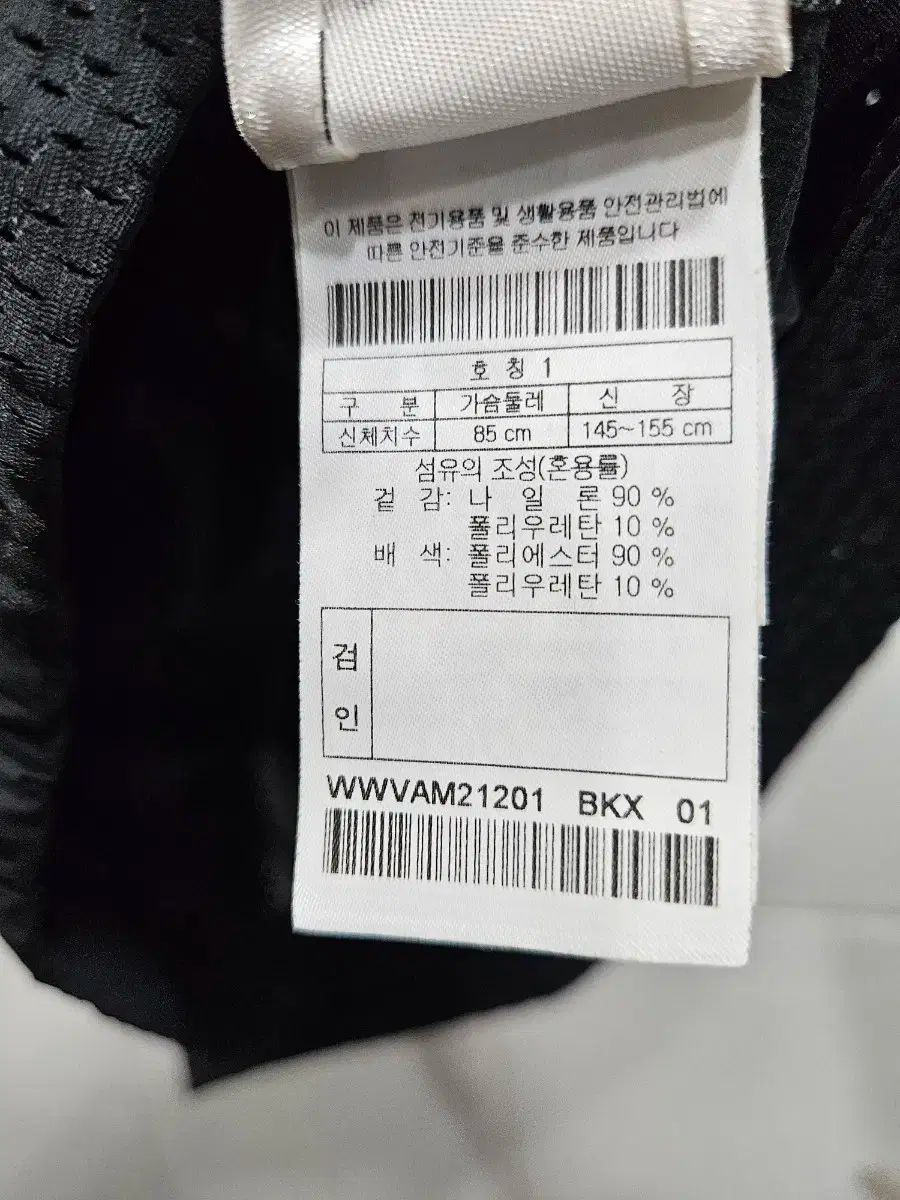 이 제품은 전기용품 및 생활용품 안전관리법에
따른 안전기준을 준수한 제품입니다
호 칭 1
구 분 가슴둘레 신 장
신체치수 85 cm 145~155 cm
섬유의 조성(혼용률)
겉 감: 나 일 론 90 %
폴리우레탄 10 %
배 색: 폴리에스터 90 %
폴리우레탄 10 %
검
인
WWVAM21201 BKX 01